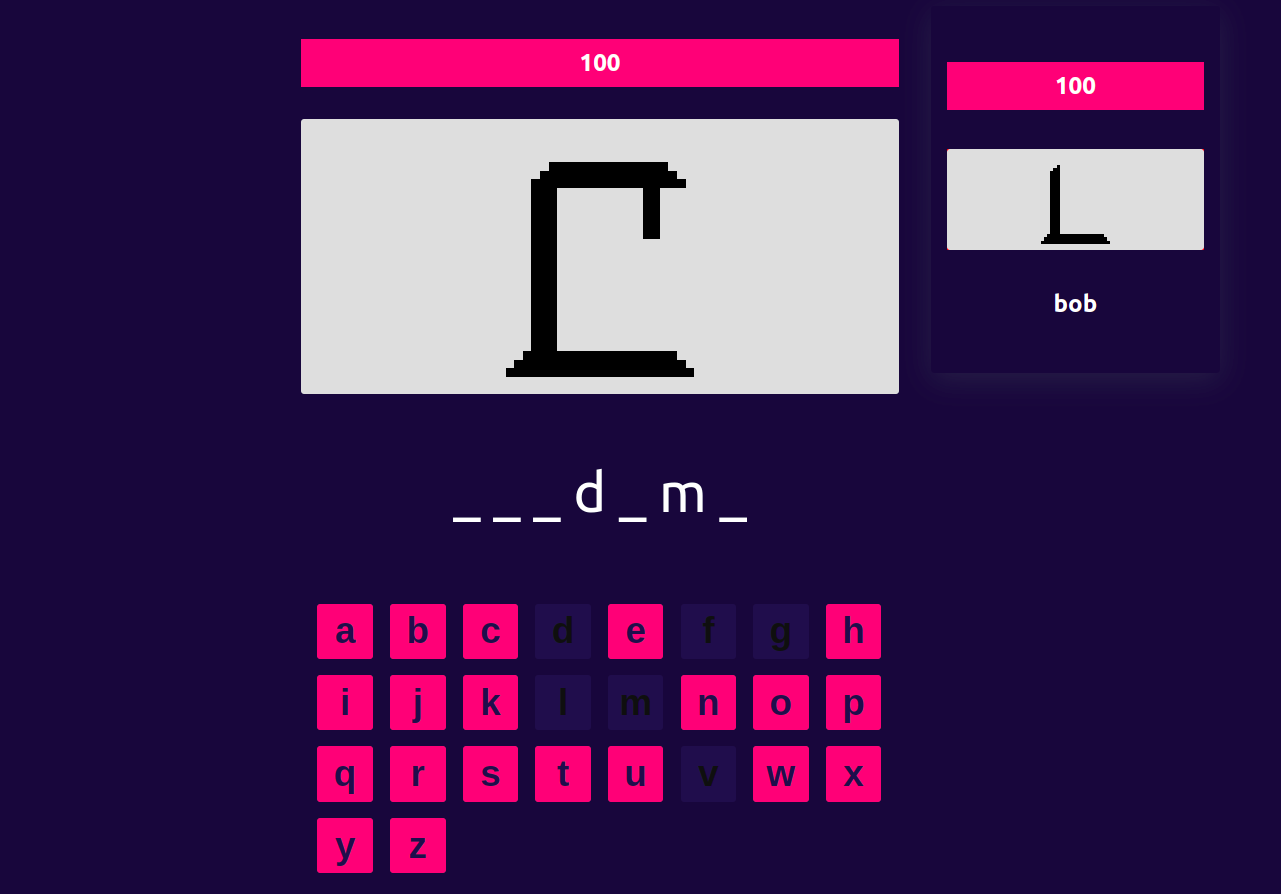 100
100
bob
_ _ _ d _ m _
a b c d e f g h
i j k l m n o p
q r s t u v w x
y z